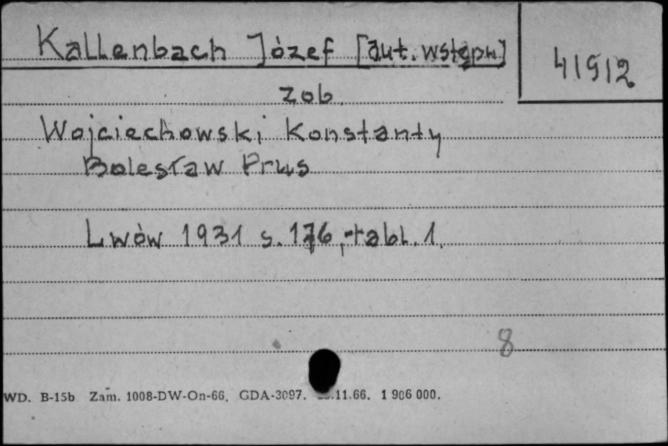 Kallenbach Józef [aut. wstępu]
41512
zob.
Wojciechowski Konstanty
Bolesław Prus
Lwów 1931 s. 176, tabl. 1.
8
WD. B-15b Zam. 1008-DW-On-66. GDA-3097. .11.66. 1 906 000.